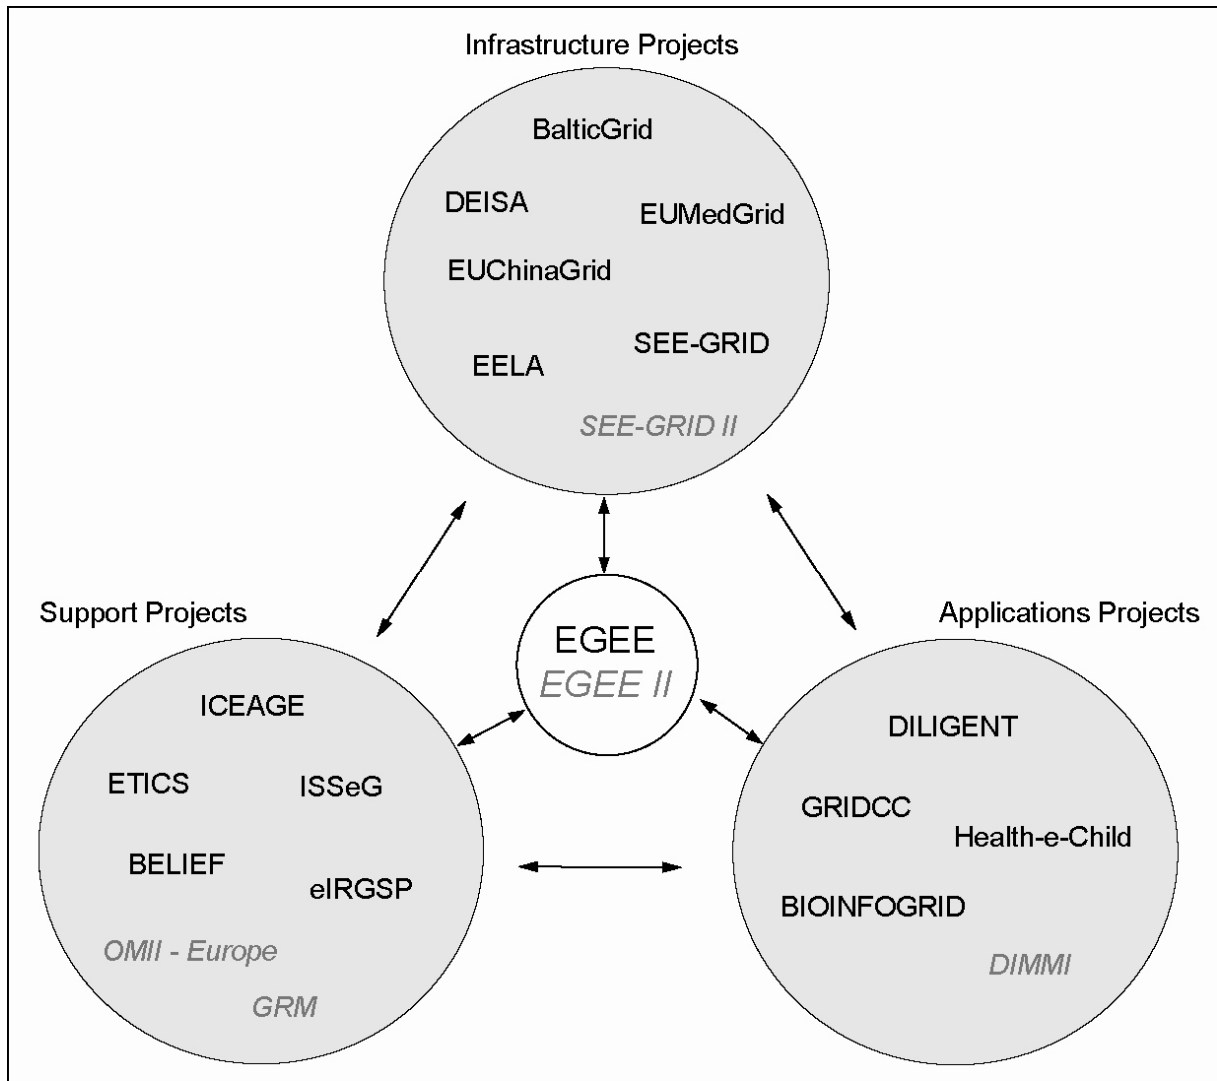 Infrastructure Projects
BalticGrid
DEISA
EUMedGrid
EUChinaGrid
SEE-GRID
EELA
SEE-GRID II
Support Projects
Applications Projects
EGEE
EGEE II
ICEAGE
ETICS
ISSeG
BELIEF
eIRGSP
OMII - Europe
GRM
DILIGENT
GRIDCC
Health-e-Child
BIOINFOGRID
DIMMI